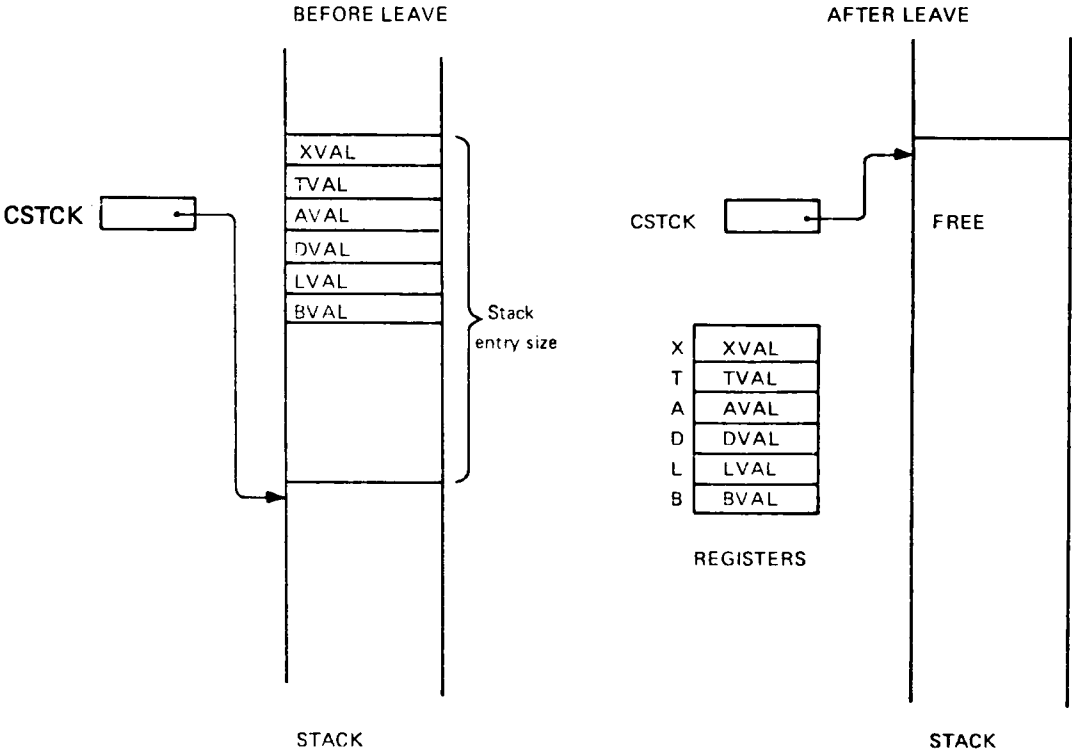 BEFORE LEAVE
XVAL
TVAL
AVAL
DVAL
LVAL
BVAL
CSTCK
Stack
entry size
STACK
AFTER LEAVE
CSTCK
FREE
X XVAL
T TVAL
A AVAL
D DVAL
L LVAL
B BVAL
REGISTERS
STACK